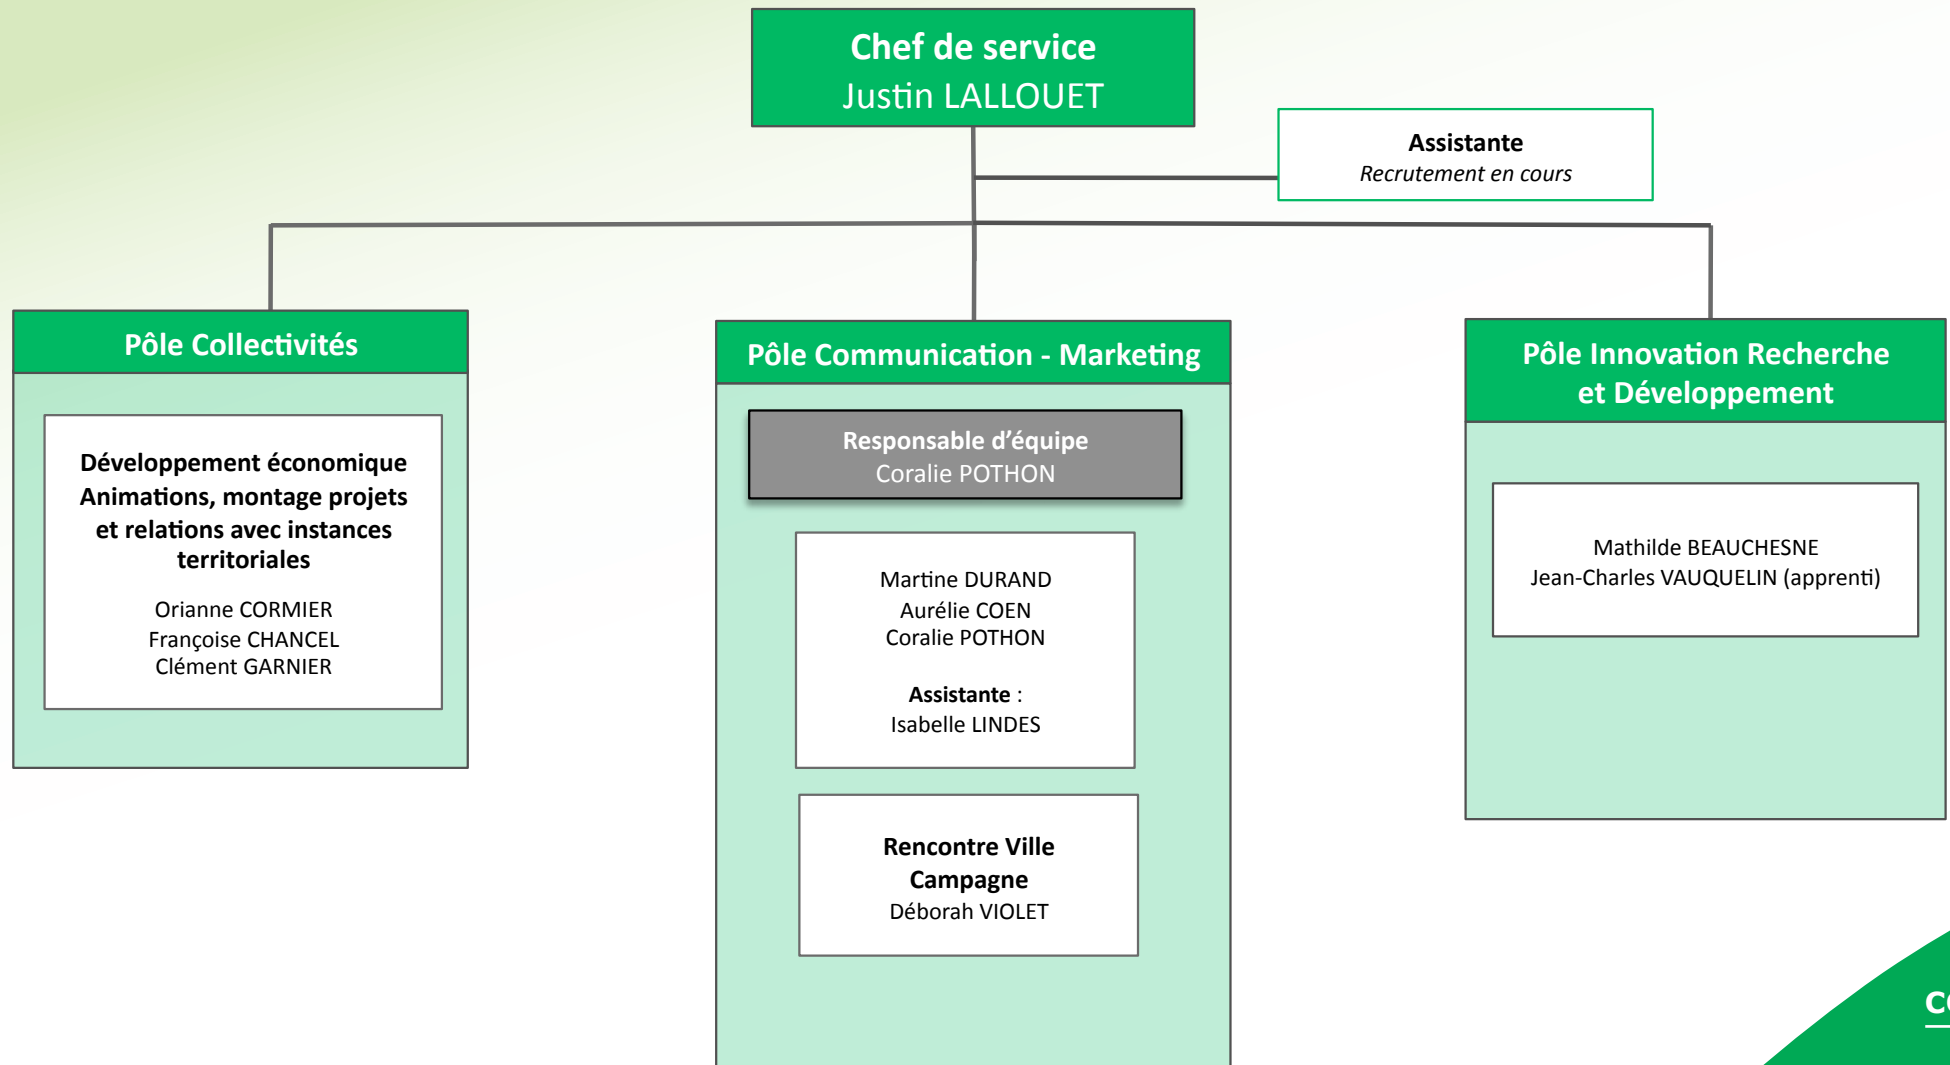 Chef de service
Justin LALLOUET
Assistante
Recrutement en cours
Pôle Collectivités
Développement économique
Animations, montage projets
et relations avec instances
territoriales
Orianne CORMIER
Françoise CHANCEL
Clément GARNIER
Pôle Communication - Marketing
Responsable d’équipe
Coralie POTHON
Martine DURAND
Aurélie COEN
Coralie POTHON
Assistante :
Isabelle LINDES
Rencontre Ville
Campagne
Déborah VIOLET
Pôle Innovation Recherche
et Développement
Mathilde BEAUCHESNE
Jean-Charles VAUQUELIN (apprenti)